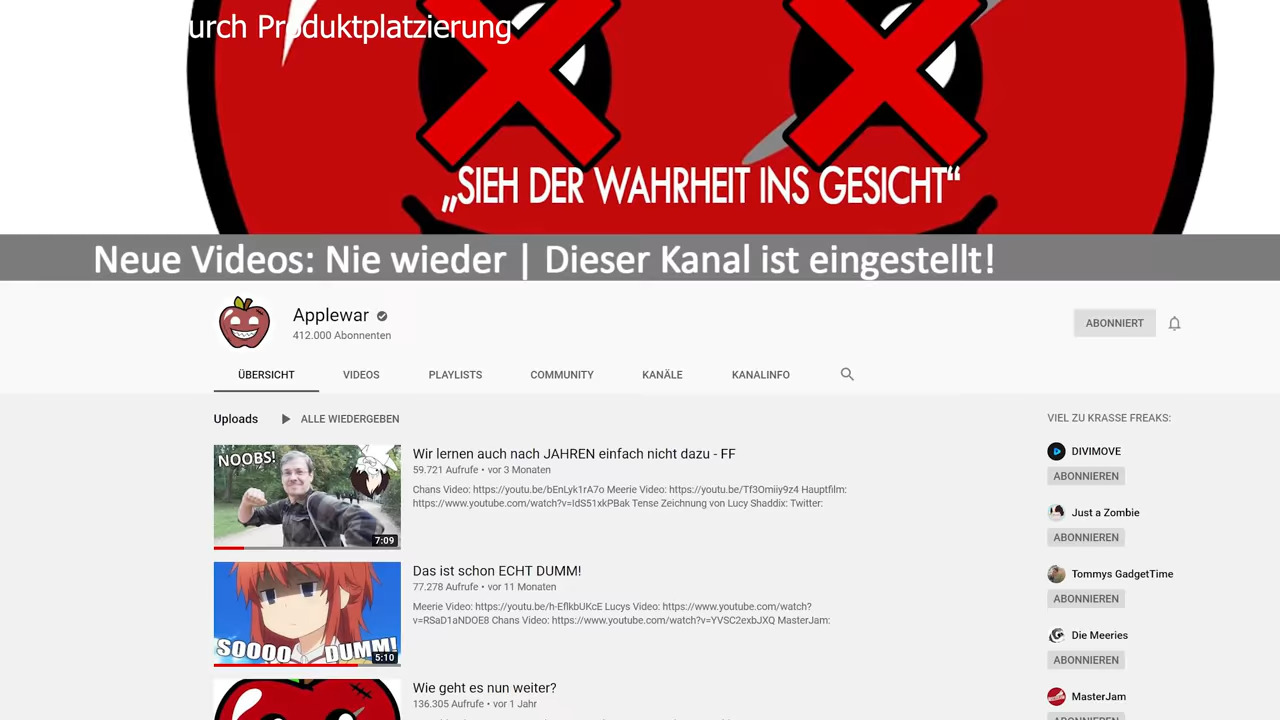 urch Produktplatzierung
„SIEH DER WAHRHEIT INS GESICHT“
Neue Videos: Nie wieder | Dieser Kanal ist eingestellt!
Applewar
412.000 Abonnenten
ABONNIERT
ÜBERSICHT VIDEOS PLAYLISTS COMMUNITY KANÄLE KANALINFO
Uploads ALLE WIEDERGEBEN
NOOBS!
7:09
Wir lernen auch nach JAHREN einfach nicht dazu - FF
59.721 Aufrufe • vor 3 Monaten
Chans Video: https://youtu.be/bEnLyk1rA7o Meerie Video: https://youtu.be/Tf3Omiiy9z4 Hauptfilm:
https://www.youtube.com/watch?v=IdS51xkPBak Tense Zeichnung von Lucy Shaddix: Twitter:
SOOOO DUMM!
5:10
Das ist schon ECHT DUMM!
77.278 Aufrufe • vor 11 Monaten
Meerie Video: https://youtu.be/h-EflkbUKcE Lucys Video: https://www.youtube.com/watch?
v=RSaD1aNDOE8 Chans Video: https://www.youtube.com/watch?v=YVSC2exbJXQ MasterJam:
Wie geht es nun weiter?
136.305 Aufrufe • vor 1 Jahr
VIEL ZU KRASSE FREAKS:
DIVIMOVE
ABONNIEREN
Just a Zombie
ABONNIEREN
Tommys GadgetTime
ABONNIEREN
Die Meeries
ABONNIEREN
MasterJam
ABONNIEREN